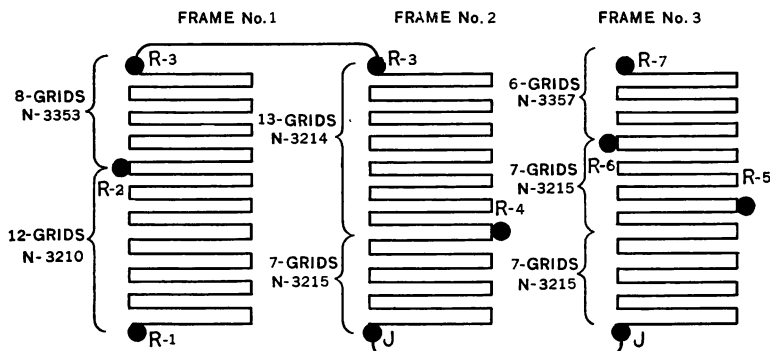 FRAME No.1
FRAME No.2
FRAME No. 3
R-3
R-3
R-7
8-GRIDS
N-3353
13-GRIDS
N-3214
6-GRIDS
N-3357
R-2
R-6
7-GRIDS
N-3215
R-5
12-GRIDS
N-3210
R-4
7-GRIDS
N-3215
7-GRIDS
N-3215
R-1
J
J